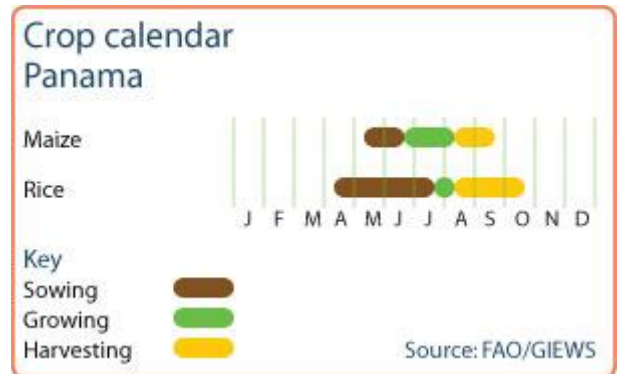 Crop calendar
Panama
Maize
Rice
J F M A M J J A S O N D
Key
Sowing
Growing
Harvesting
Source: FAO/GIEWS